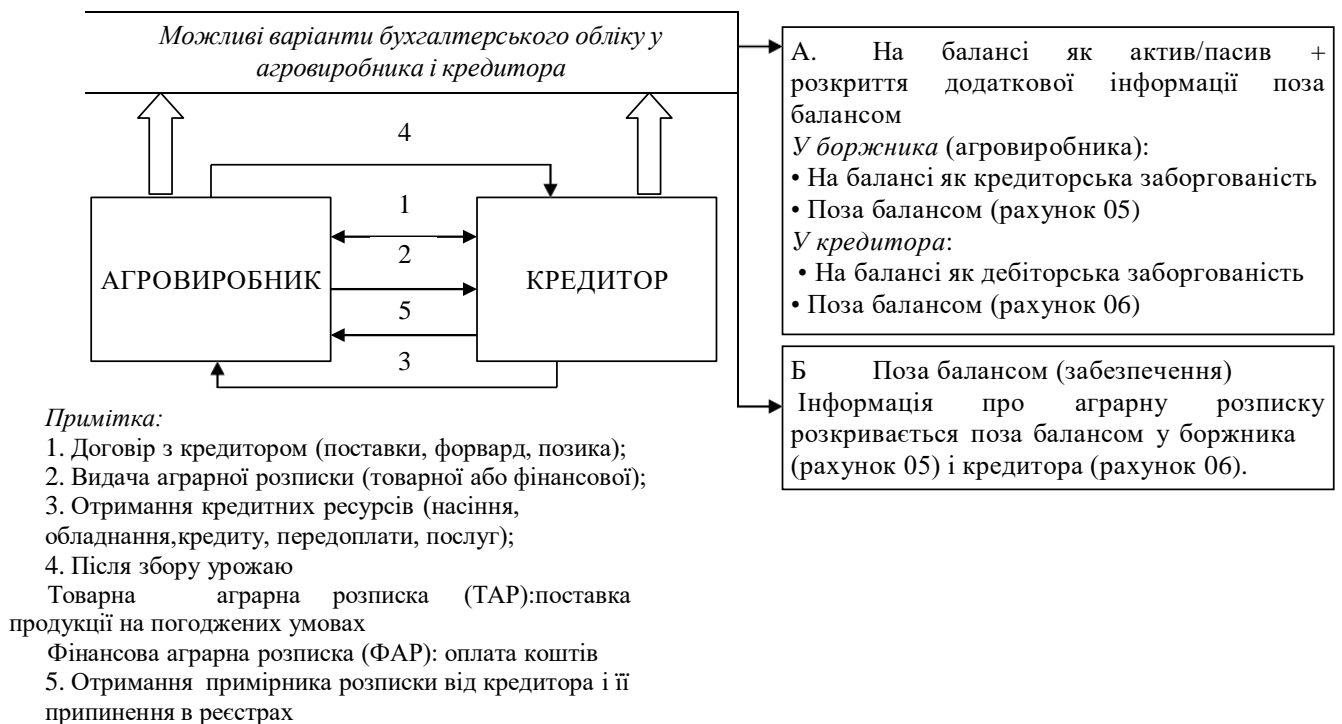 Можливі варіанти бухгалтерського обліку у
агровиробника і кредитора
4
1
2
АГРОВИРОБНИК
КРЕДИТОР
5
3
А. На балансі як актив/пасив +
розкриття додаткової інформації поза
балансом
У боржника (агровиробника):
• На балансі як кредиторська заборгованість
• Поза балансом (рахунок 05)
У кредитора:
• На балансі як дебіторська заборгованість
• Поза балансом (рахунок 06)
Б Поза балансом (забезпечення)
Інформація про аграрну розписку
розкривається поза балансом у боржника
(рахунок 05) і кредитора (рахунок 06).
Примітка:
1. Договір з кредитором (поставки, форвард, позика);
2. Видача аграрної розписки (товарної або фінансової);
3. Отримання кредитних ресурсів (насіння,
обладнання,кредиту, передоплати, послуг);
4. Після збору урожаю
Товарна аграрна розписка (ТАР):поставка
продукції на погоджених умовах
Фінансова аграрна розписка (ФАР): оплата коштів
5. Отримання примірника розписки від кредитора і її
припинення в реєстрах